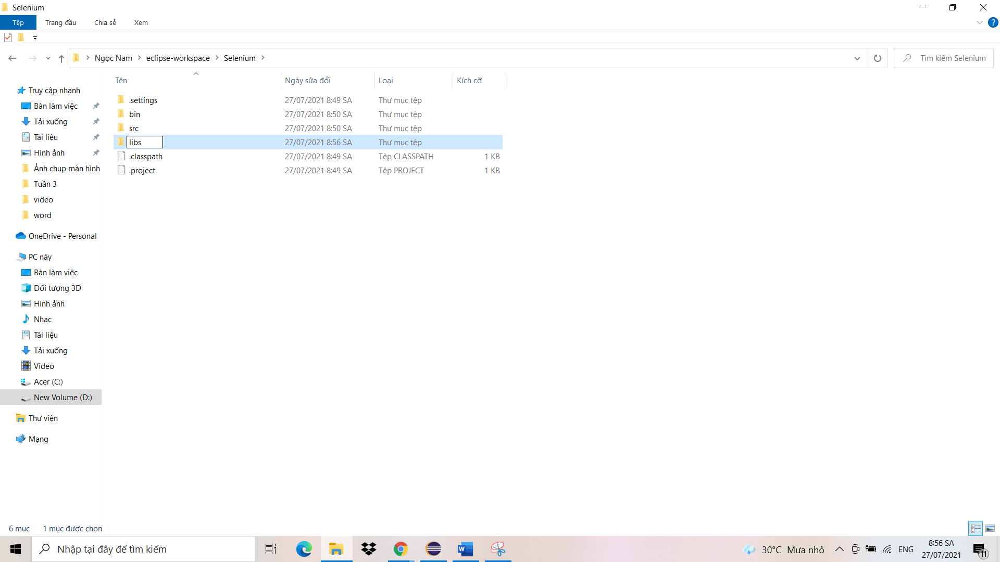 Selenium
Tệp Trang đầu Chia sẻ Xem
Ngọc Nam eclipse-workspace Selenium
Tìm kiếm Selenium
Truy cập nhanh
Bàn làm việc
Tải xuống
Tài liệu
Hình ảnh
Ảnh chụp màn hình
Tuần 3
video
word
OneDrive - Personal
PC này
Bàn làm việc
Đối tượng 3D
Hình ảnh
Nhạc
Tài liệu
Tải xuống
Video
Acer (C:)
New Volume (D:)
Thư viện
Mạng
Tên Ngày sửa đổi Loại Kích cỡ
.settings 27/07/2021 8:49 SA Thư mục tệp
bin 27/07/2021 8:50 SA Thư mục tệp
src 27/07/2021 8:50 SA Thư mục tệp
libs 27/07/2021 8:56 SA Thư mục tệp
.classpath 27/07/2021 8:49 SA Tệp CLASSPATH 1 KB
.project 27/07/2021 8:49 SA Tệp PROJECT 1 KB
6 mục 1 mục được chọn
Nhập tại đây để tìm kiếm
30°C Mưa nhỏ
ENG
8:56 SA
27/07/2021
11